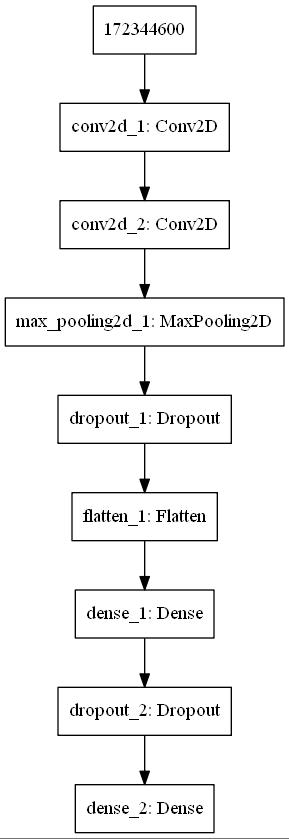 172344600
conv2d_1: Conv2D
conv2d_2: Conv2D
max_pooling2d_1: MaxPooling2D
dropout_1: Dropout
flatten_1: Flatten
dense_1: Dense
dropout_2: Dropout
dense_2: Dense